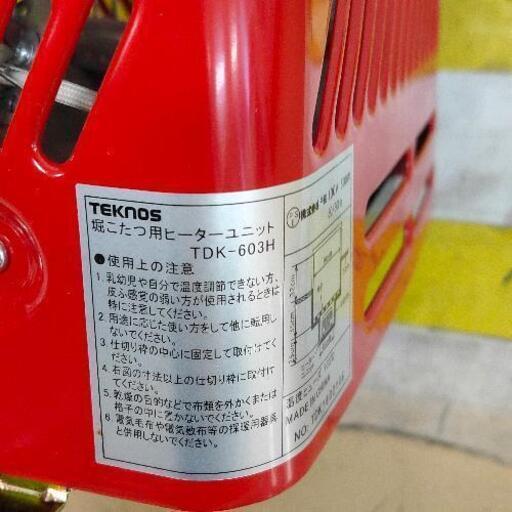 TEKNOS
堀こたつ用ヒーターユニット
TDK-603H
●使用上の注意
1.乳幼児や自分で温度調節できない方、
皮ふ感覚の弱い方が使用されるときは
特に注意してください。
2.用途に応じた使い方をして他に転用し
ないでください。
3.仕切り枠の中心に固定して取付けてく
ださい。
4.右図の寸法以上の仕切り枠に取付け
てください。
5.乾燥の目的などで布類を外かくまたは
格子の中に置かないでください。
6.電気毛布や電気敷布等の採暖用器具
と併用しないでください。